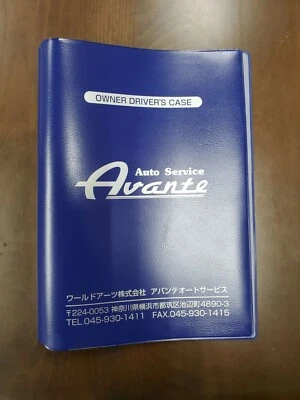 OWNER DRIVER'S CASE
Auto Service
Avante
ワールドアーツ株式会社 アバンテオートサービス
〒224-0053 神奈川県横浜市都筑区池辺町4890-3
TEL.045-930-1411 FAX.045-930-1415